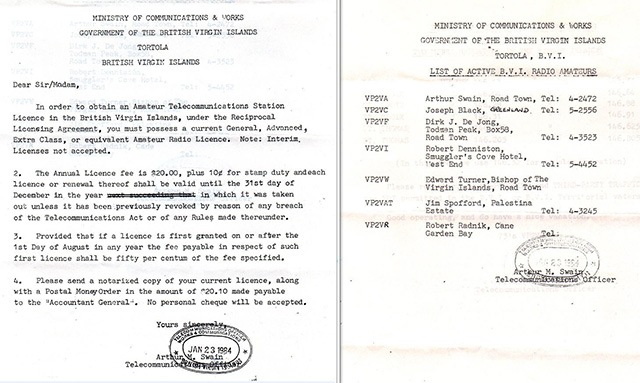 MINISTRY OF COMMUNICATIONS & WORKS
GOVERNMENT OF THE BRITISH VIRGIN ISLANDS
TORTOLA
BRITISH VIRGIN ISLANDS
Dear Sir/Madam,
In order to obtain an Amateur Telecommunications Station
Licence in the British Virgin Islands, under the Reciprocal
Licensing Agreement, you must possess a current General, Advanced,
Extra Class, or equivalent Amateur Radio Licence. Note: Interim
Licenses not accepted.
2. The Annual Licence fee is $20.00, plus 10¢ for stamp duty andeach
licence or renewal thereof shall be valid until the 31st day of
December in the year next succeeding that in which it was taken
out unless it has been previously revoked by reason of any breach
of the Telecommunications Act or of any Rules made thereunder.
3. Provided that if a licence is first granted on or after the
1st Day of August in any year the fee payable in respect of such
first licence shall be fifty per centum of the fee specified.
4. Please send a notarized copy of your current licence, along
with a Postal MoneyOrder in the amount of $20.10 made payable
to the "Accountant General". No personal cheque will be accepted.
Yours sincerely,
JAN 23 1984
Arthur M. Swain
Telecommunications Officer
MINISTRY OF COMMUNICATIONS & WORKS
GOVERNMENT OF THE BRITISH VIRGIN ISLANDS
TORTOLA, B.V.I.
LIST OF ACTIVE B.V.I. RADIO AMATEURS
VP2VA Arthur Swain, Road Town, Tel: 4-2472
VP2VC Joseph Black, GREENLAND, Tel: 5-2556
VP2VF Dirk J. De Jong,
Todman Peak, Box58,
Road Town Tel: 4-3523
VP2VI Robert Denniston,
Smuggler's Cove Hotel,
West End Tel: 5-4452
VP2VW Edward Turner,Bishop of The
Virgin Islands, Road Town
VP2VAT Jim Spofford, Palestina
Estate Tel: 4-3245
VP2VR Robert Radnik, Cane
Garden Bay Tel:
23 1984
Arthur M. Swain
Telecommunications Officer